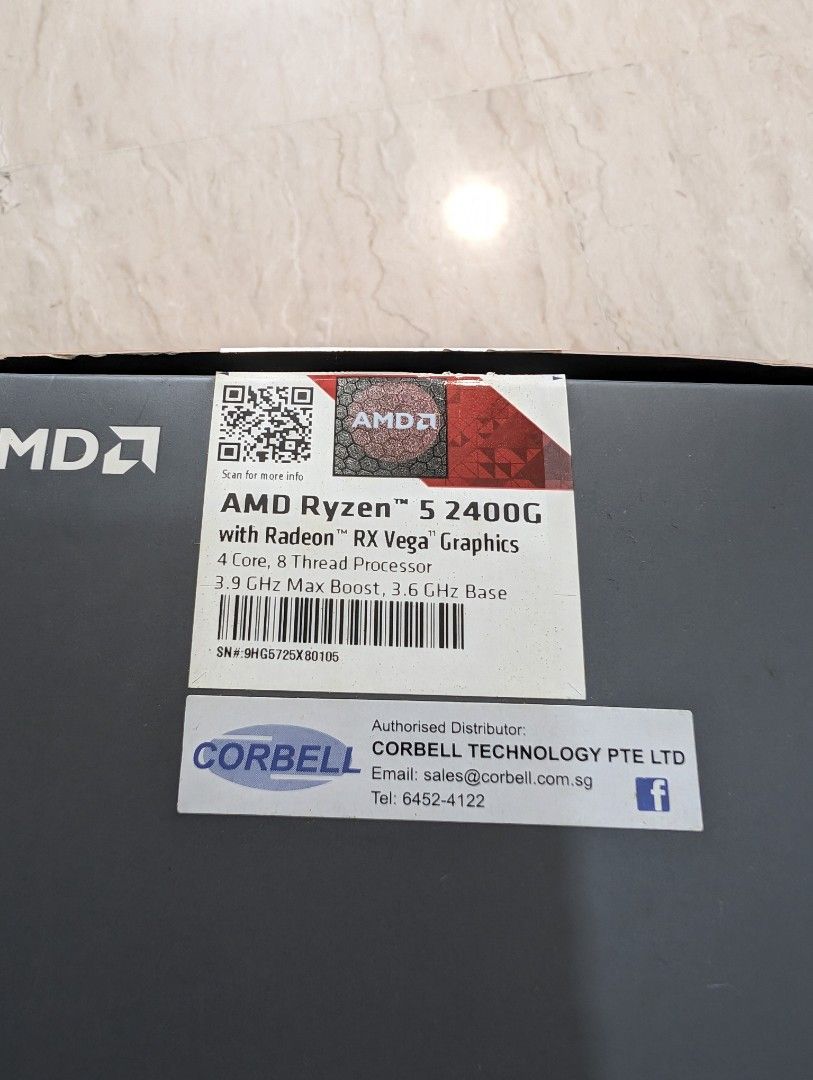 AMD
Scan for more info
AMD
AMD Ryzen™ 5 2400G
with Radeon™ RX Vega¹¹ Graphics
4 Core, 8 Thread Processor
3.9 GHz Max Boost, 3.6 GHz Base
SN#:9HG5725X80105
CORBELL
Authorised Distributor:
CORBELL TECHNOLOGY PTE LTD
Email: sales@corbell.com.sg
Tel: 6452-4122
f